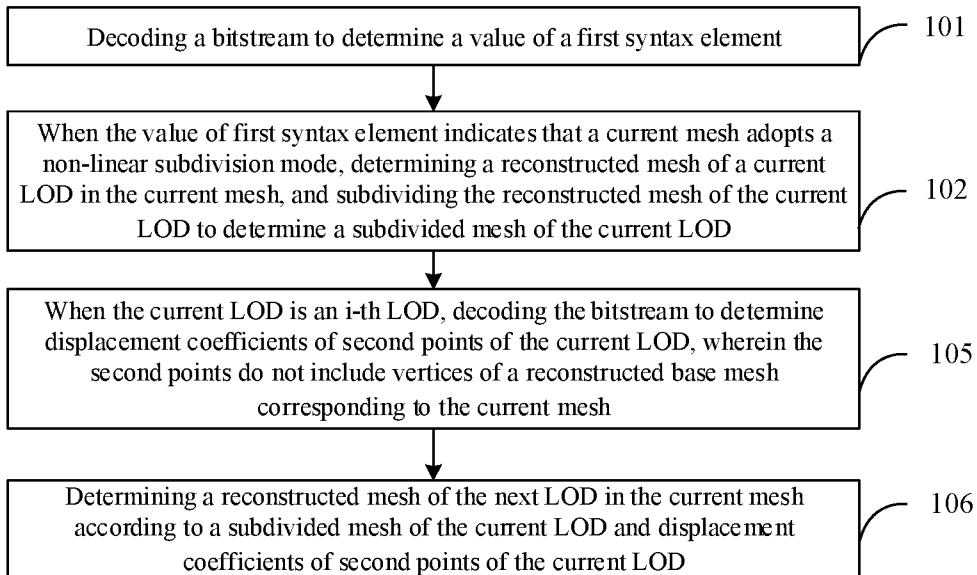 Decoding a bitstream to determine a value of a first syntax element
101
When the value of first syntax element indicates that a current mesh adopts a
non-linear subdivision mode, determining a reconstructed mesh of a current
LOD in the current mesh, and subdividing the reconstructed mesh of the current
LOD to determine a subdivided mesh of the current LOD
102
When the current LOD is an i-th LOD, decoding the bitstream to determine
displacement coefficients of second points of the current LOD, wherein the
second points do not include vertices of a reconstructed base mesh
corresponding to the current mesh
105
Determining a reconstructed mesh of the next LOD in the current mesh
according to a subdivided mesh of the current LOD and displacement
coefficients of second points of the current LOD
106